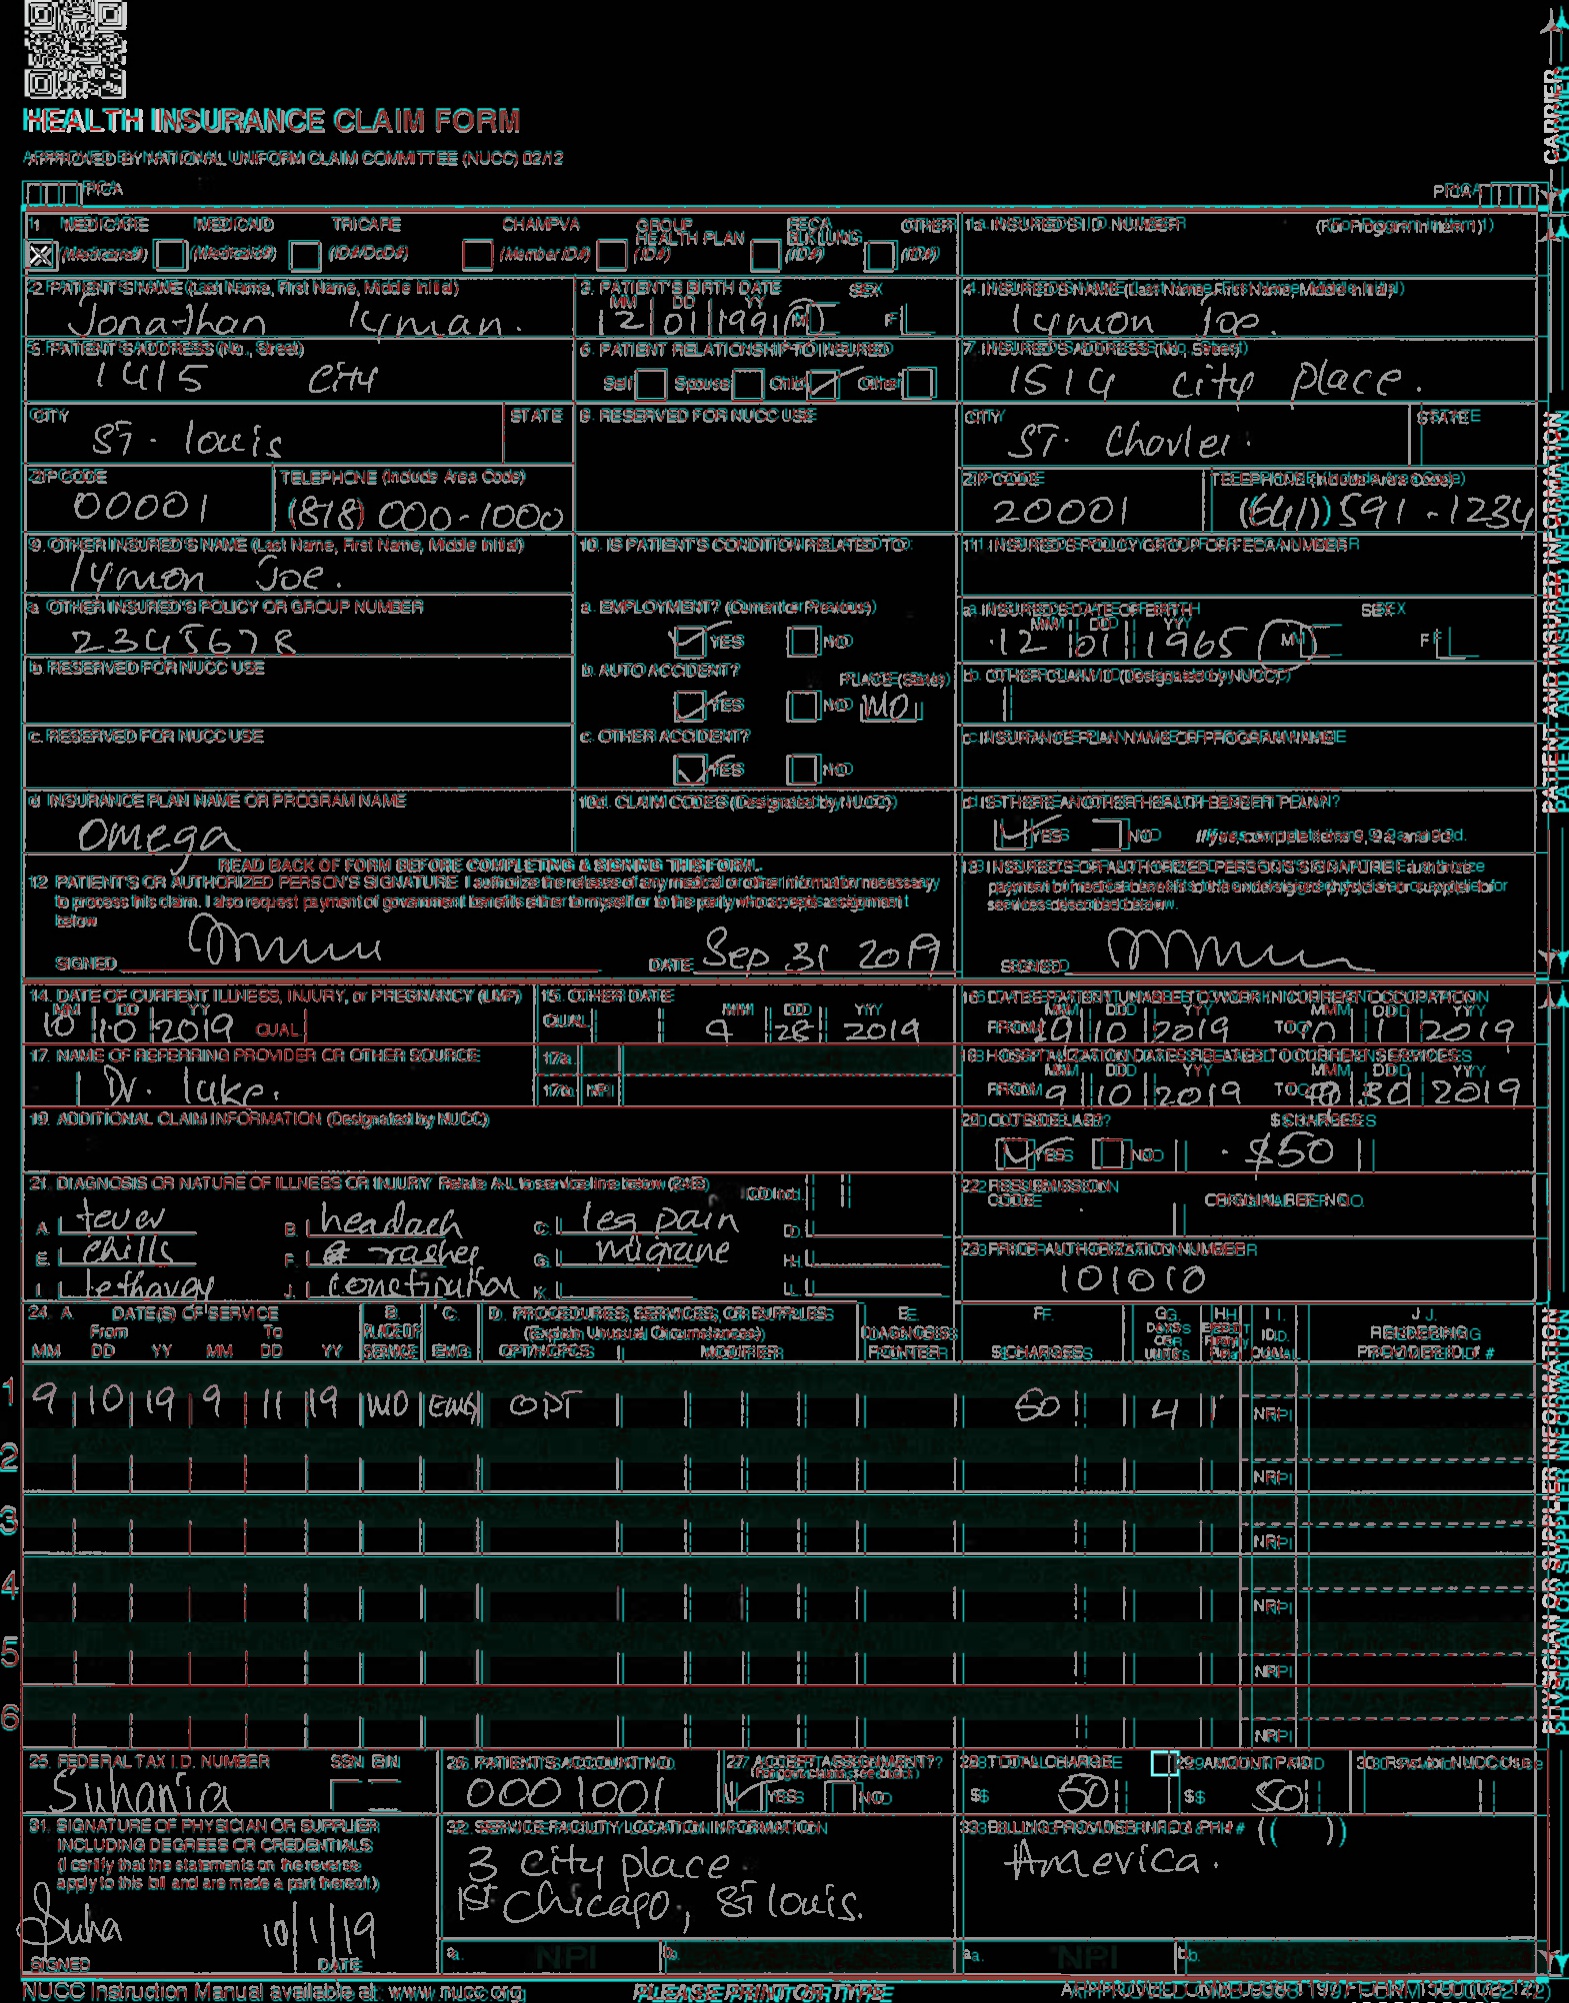 HEALTH INSURANCE CLAIM FORM
APPROVED BY NATIONAL UNIFORM CLAIM COMMITTEE (NUCC) 02/12
PICA PICA
CARRIER
1. MEDICARE MEDICAID TRICARE CHAMPVA GROUP HEALTH PLAN FECA BLK LUNG OTHER
(Medicare#) (Medicaid#) (ID#/DoD#) (Member ID#) (ID#) (ID#) (ID#)
1a. INSURED'S I.D. NUMBER (For Program in Item 1)
2. PATIENT'S NAME (Last Name, First Name, Middle Initial)
Jonathan lyman.
3. PATIENT'S BIRTH DATE SEX
MM DD YY
12 01 1991 M F
4. INSURED'S NAME (Last Name, First Name, Middle Initial)
lymon Joe.
5. PATIENT'S ADDRESS (No., Street)
1415 City
6. PATIENT RELATIONSHIP TO INSURED
Self Spouse Child Other
7. INSURED'S ADDRESS (No., Street)
1514 city place.
CITY STATE
ST. louis
8. RESERVED FOR NUCC USE
CITY STATE
ST.
ZIP CODE TELEPHONE (Include Area Code)
00001 (818) 000-1000
ZIP CODE TELEPHONE (Include Area Code)
20001 (641) 591-1234
9. OTHER INSURED'S NAME (Last Name, First Name, Middle Initial)
lymon Joe.
10. IS PATIENT'S CONDITION RELATED TO:
11. INSURED'S POLICY GROUP OR FECA NUMBER
a. OTHER INSURED'S POLICY OR GROUP NUMBER
2345678
a. EMPLOYMENT? (Current or Previous)
YES NO
a. INSURED'S DATE OF BIRTH SEX
MM DD YY
12 01 1965 M F
b. RESERVED FOR NUCC USE
b. AUTO ACCIDENT? PLACE (State)
YES NO MO
b. OTHER CLAIM ID (Designated by NUCC)
c. RESERVED FOR NUCC USE
c. OTHER ACCIDENT?
YES NO
c. INSURANCE PLAN NAME OR PROGRAM NAME
d. INSURANCE PLAN NAME OR PROGRAM NAME
Omega
10d. CLAIM CODES (Designated by NUCC)
d. IS THERE ANOTHER HEALTH BENEFIT PLAN?
YES NO If yes, complete items 9, 9a, and 9d.
READ BACK OF FORM BEFORE COMPLETING & SIGNING THIS FORM.
12. PATIENT'S OR AUTHORIZED PERSON'S SIGNATURE I authorize the release of any medical or other information necessary
to process this claim. I also request payment of government benefits either to myself or to the party who accepts assignment
below.
SIGNED DATE Sep 31 2019
13. INSURED'S OR AUTHORIZED PERSON'S SIGNATURE I authorize
payment of medical benefits to the undersigned physician or supplier for
services described below.
SIGNED
PATIENT AND INSURED INFORMATION
14. DATE OF CURRENT ILLNESS, INJURY, or PREGNANCY (LMP)
MM DD YY
10 10 2019 QUAL.
15. OTHER DATE
QUAL. MM DD YY
9 28 2019
16. DATES PATIENT UNABLE TO WORK IN CURRENT OCCUPATION
MM DD YY MM DD YY
FROM 9 10 2019 TO 10 1 2019
17. NAME OF REFERRING PROVIDER OR OTHER SOURCE
Dr. luke.
17a.
17b. NPI
18. HOSPITALIZATION DATES RELATED TO CURRENT SERVICES
MM DD YY MM DD YY
FROM 9 10 2019 TO 30 2019
19. ADDITIONAL CLAIM INFORMATION (Designated by NUCC)
20. OUTSIDE LAB? $ CHARGES
YES NO $50
21. DIAGNOSIS OR NATURE OF ILLNESS OR INJURY Relate A-L to service line below (24E) ICD Ind.
A. fever B. headach C. leg pain D.
E. chills F. rashes G. migrane H.
I. lethargy J. constipation K. L.
22. RESUBMISSION CODE ORIGINAL REF. NO.
23. PRIOR AUTHORIZATION NUMBER
101010
24. A. DATE(S) OF SERVICE B. C. D. PROCEDURES, SERVICES, OR SUPPLIES E. F. G. H. I. J.
From To PLACE OF (Explain Unusual Circumstances) DIAGNOSIS DAYS OR EPSDT ID. RENDERING
MM DD YY MM DD YY SERVICE EMG CPT/HCPCS MODIFIER POINTER $ CHARGES UNITS QUAL. PROVIDER ID. #
1 9 10 19 9 11 19 MO EMG OPT 50 4 NPI
2 NPI
3 NPI
4 NPI
5 NPI
6 NPI
PHYSICIAN OR SUPPLIER INFORMATION
25. FEDERAL TAX I.D. NUMBER SSN EIN
Suhania
26. PATIENT'S ACCOUNT NO.
0001001
27. ACCEPT ASSIGNMENT?
YES NO
28. TOTAL CHARGE
$ 50
29. AMOUNT PAID
$ 50
30. Rsvd for NUCC Use
31. SIGNATURE OF PHYSICIAN OR SUPPLIER
INCLUDING DEGREES OR CREDENTIALS
(I certify that the statements on the reverse
apply to this bill and are made a part thereof.)
Suha 10/1/19
SIGNED DATE
32. SERVICE FACILITY LOCATION INFORMATION
3 City place
1st Chicago, ST louis.
a. NPI b.
33. BILLING PROVIDER INFO & PH # ( )
America.
a. NPI b.
NUCC Instruction Manual available at: www.nucc.org
PLEASE PRINT OR TYPE
APPROVED OMB-0938-1197 FORM 1500 (02-12)